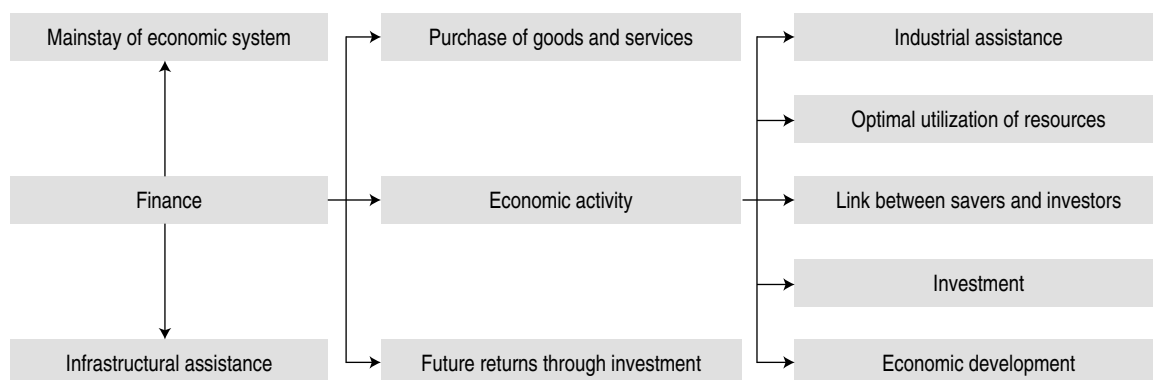 Mainstay of economic system
Purchase of goods and services
Industrial assistance
Optimal utilization of resources
Finance
Economic activity
Link between savers and investors
Investment
Infrastructural assistance
Future returns through investment
Economic development